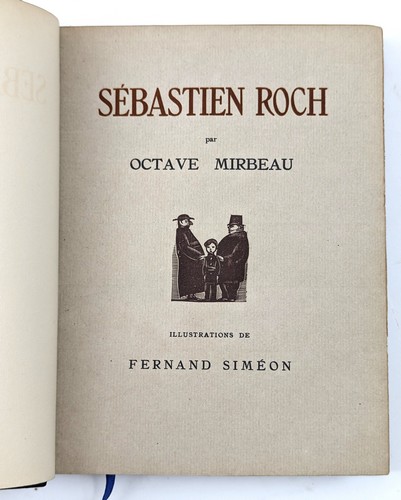 SÉBASTIEN ROCH
par
OCTAVE MIRBEAU
ILLUSTRATIONS DE
FERNAND SIMÉON